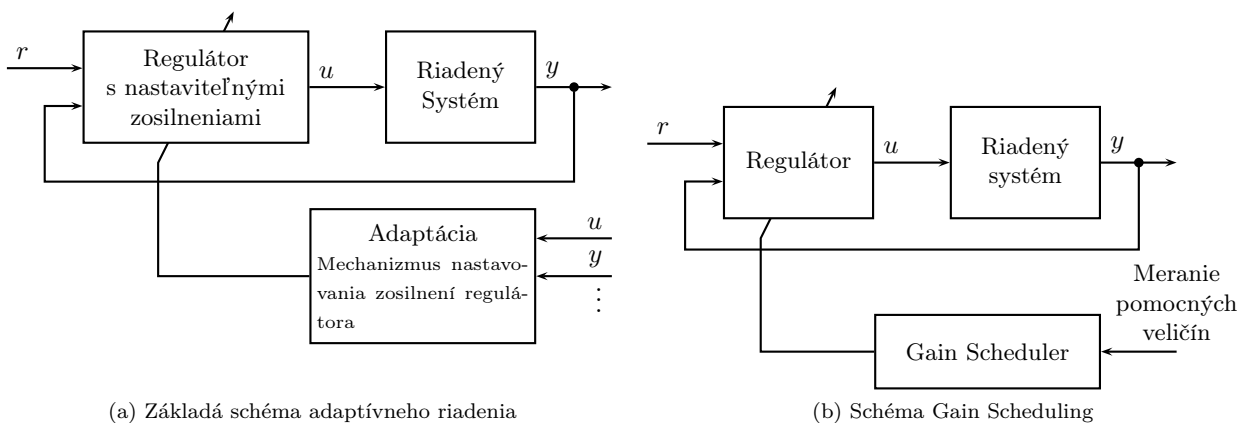 r
Regulátor
s nastaviteľnými
zosilneniami
u
Riadený
Systém
y
Adaptácia
Mechanizmus nastavo-
vania zosilnení regulá-
tora
u
y
⋮
(a) Základá schéma adaptívneho riadenia
r
Regulátor
u
Riadený
systém
y
Gain Scheduler
Meranie
pomocných
veličín
(b) Schéma Gain Scheduling